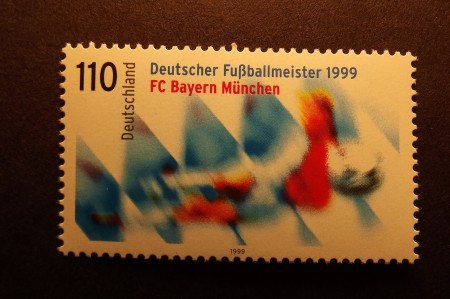 110
Deutschland
Deutscher Fußballmeister 1999
FC Bayern München
1999